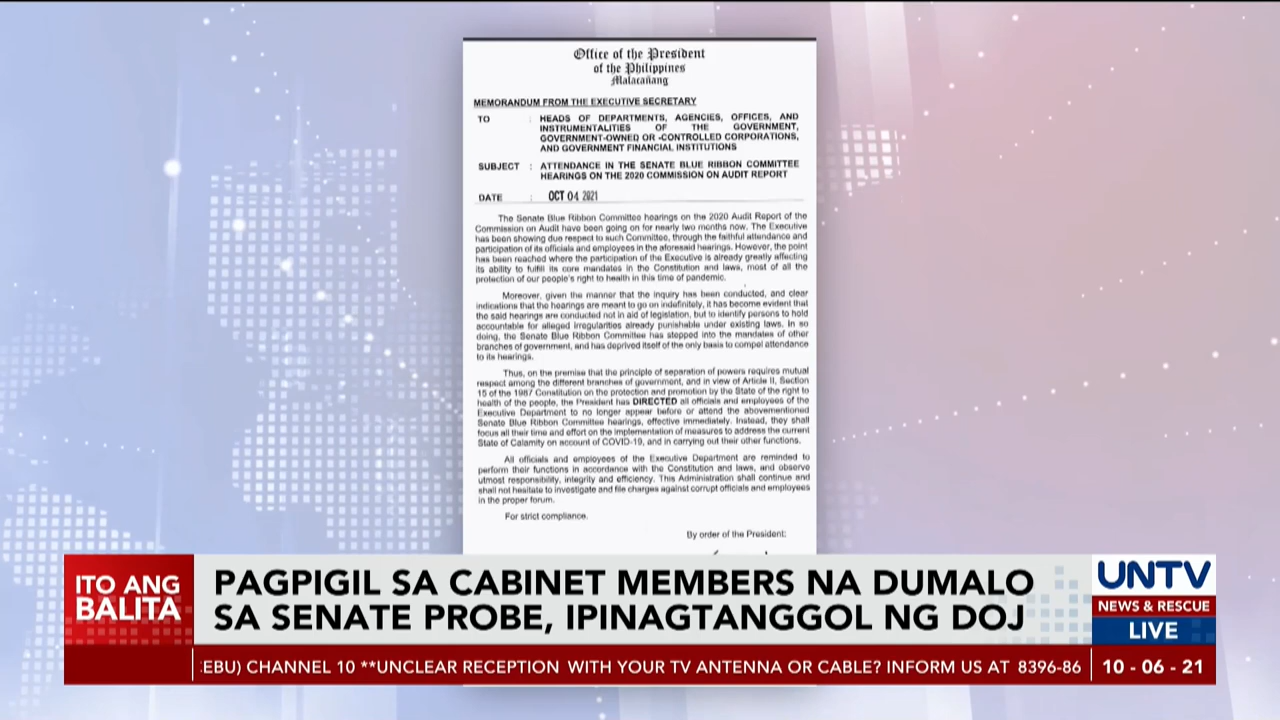 Office of the President
of the Philippines
Malacañang
MEMORANDUM FROM THE EXECUTIVE SECRETARY
TO : HEADS OF DEPARTMENTS, AGENCIES, OFFICES, AND
INSTRUMENTALITIES OF THE GOVERNMENT,
GOVERNMENT-OWNED OR -CONTROLLED CORPORATIONS,
AND GOVERNMENT FINANCIAL INSTITUTIONS
SUBJECT : ATTENDANCE IN THE SENATE BLUE RIBBON COMMITTEE
HEARINGS ON THE 2020 COMMISSION ON AUDIT REPORT
DATE : OCT 04 2021
The Senate Blue Ribbon Committee hearings on the 2020 Audit Report of the
Commission on Audit have been going on for nearly two months now. The Executive
has been showing due respect to such Committee, through the faithful attendance and
participation of its officials and employees in the aforesaid hearings. However, the point
has been reached where the participation of the Executive is already greatly affecting
its ability to fulfill its core mandates in the Constitution and laws, most of all the
protection of our people's right to health in this time of pandemic.
Moreover, given the manner that the inquiry has been conducted, and clear
indications that the hearings are meant to go on indefinitely, it has become evident that
the said hearings are conducted not in aid of legislation, but to identify persons to hold
accountable for alleged irregularities already punishable under existing laws. In so
doing, the Senate Blue Ribbon Committee has stepped into the mandates of other
branches of government, and has deprived itself of the only basis to compel attendance
to its hearings.
Thus, on the premise that the principle of separation of powers requires mutual
respect among the different branches of government, and in view of Article II, Section
15 of the 1987 Constitution on the protection and promotion by the State of the right to
health of the people, the President has DIRECTED all officials and employees of the
Executive Department to no longer appear before or attend the abovementioned
Senate Blue Ribbon Committee hearings, effective immediately. Instead, they shall
focus all their time and effort on the implementation of measures to address the current
State of Calamity on account of COVID-19, and in carrying out their other functions.
All officials and employees of the Executive Department are reminded to
perform their functions in accordance with the Constitution and laws, and observe
utmost responsibility, integrity and efficiency. This Administration shall continue and
shall not hesitate to investigate and file charges against corrupt officials and employees
in the proper forum.
For strict compliance.
By order of the President:
ITO ANG
BALITA
PAGPIGIL SA CABINET MEMBERS NA DUMALO
SA SENATE PROBE, IPINAGTANGGOL NG DOJ
UNTV
NEWS & RESCUE
LIVE
EBU) CHANNEL 10 **UNCLEAR RECEPTION WITH YOUR TV ANTENNA OR CABLE? INFORM US AT 8396-86
10 - 06 - 21